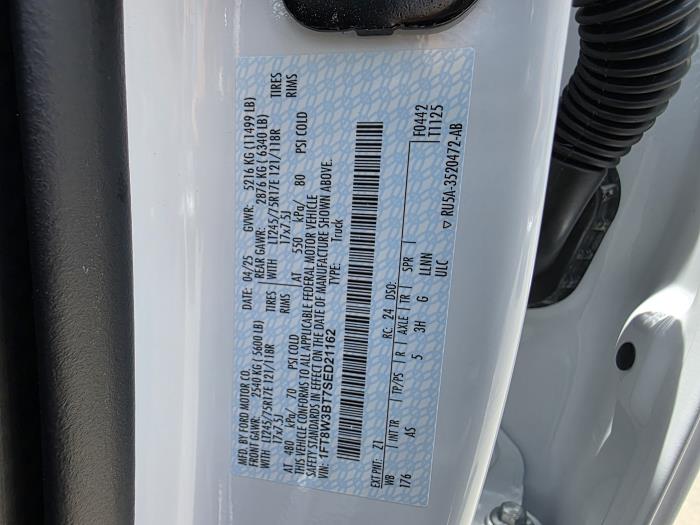 MFD. BY FORD MOTOR CO.
DATE: 04/25 GVWR: 5216 KG (11499 LB)
FRONT GAWR: 2540 KG (5600 LB) REAR GAWR: 2876 KG (6340 LB)
WITH LT245/75R17E 121/118R TIRES WITH LT245/75R17E 121/118R TIRES
17x7.5J RIMS 17x7.5J RIMS
AT 480 kPa/ 70 PSI COLD AT 550 kPa/ 80 PSI COLD
THIS VEHICLE CONFORMS TO ALL APPLICABLE FEDERAL MOTOR VEHICLE
SAFETY STANDARDS IN EFFECT ON THE DATE OF MANUFACTURE SHOWN ABOVE.
VIN: 1FT8W3BT7SED21162 TYPE: Truck
F0442
T1125
EXT PNT: Z1 RC: 24 DSO:
WB INT TR TP/PS R AXLE TR SPR
176 AS 5 3H G LLNN
ULC ▽ RU5A-3520472-AB